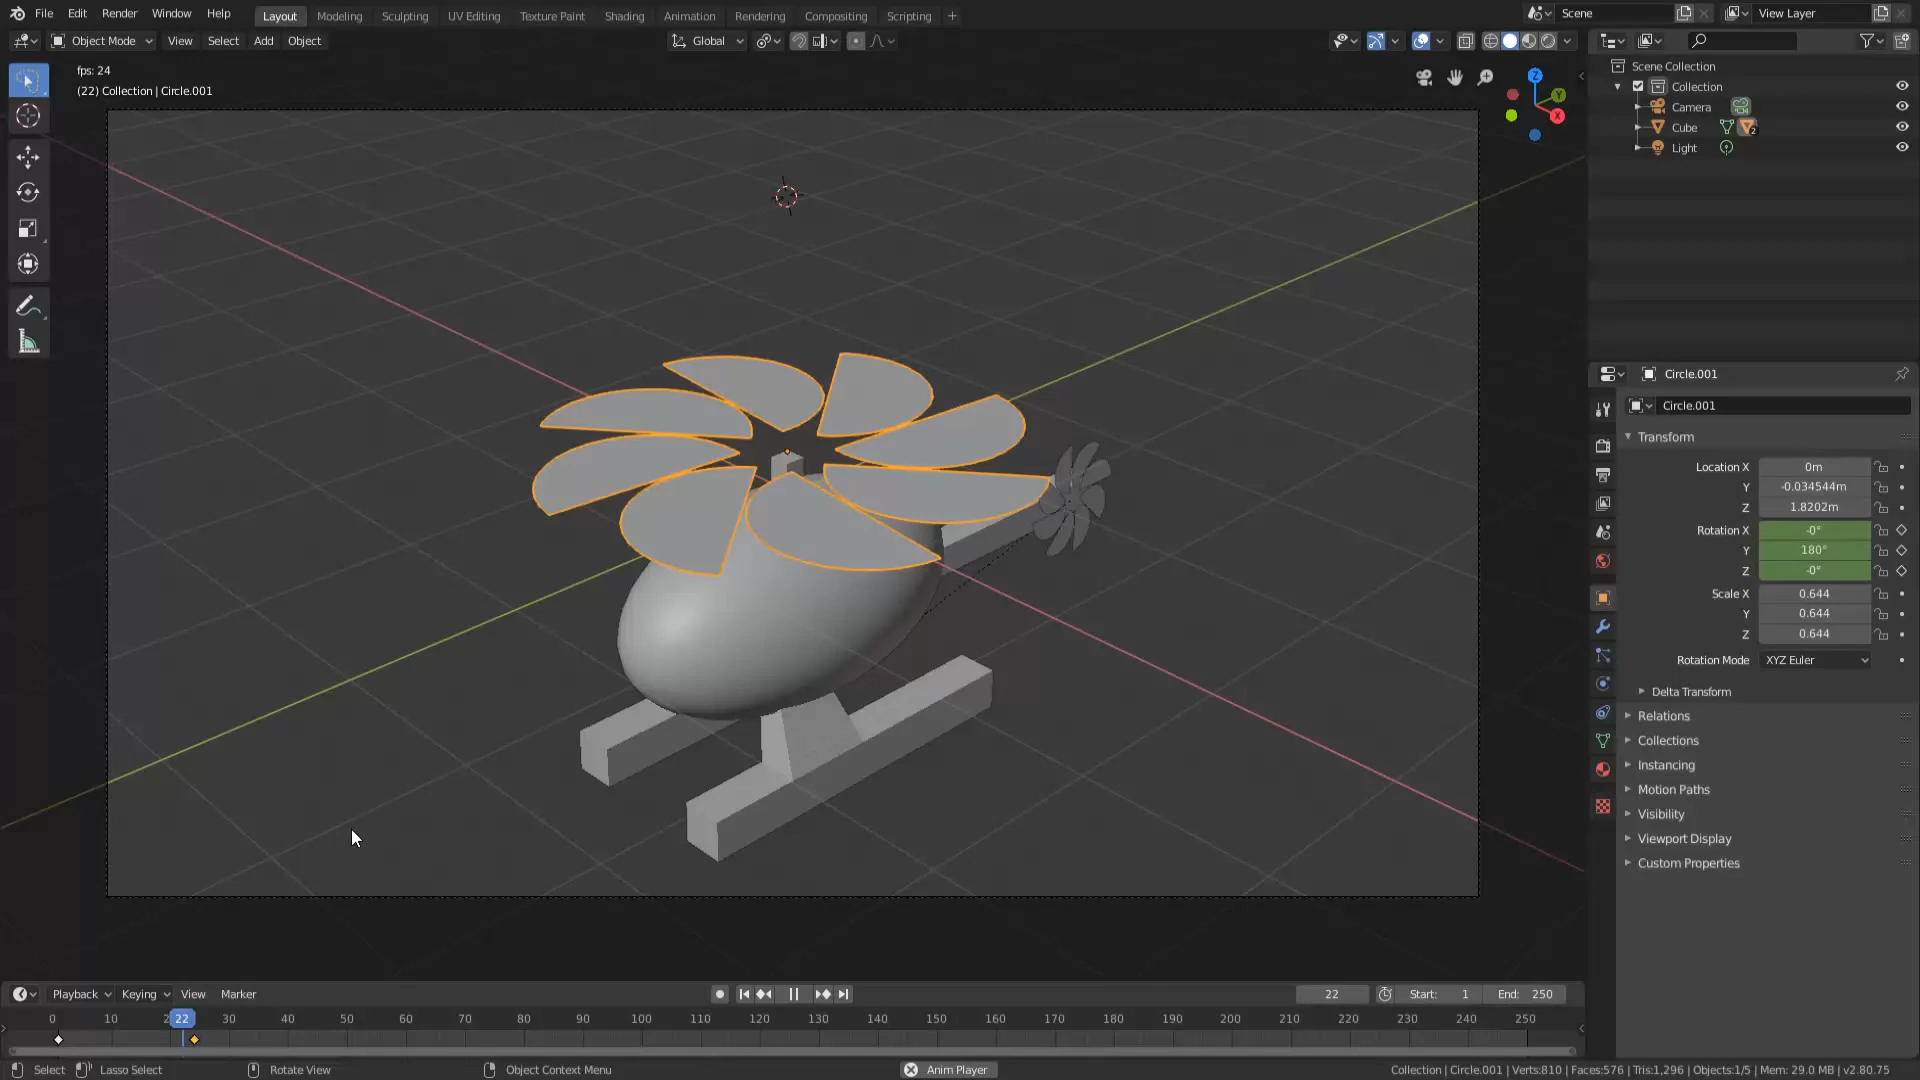 File Edit Render Window Help Layout Modeling Sculpting UV Editing Texture Paint Shading Animation Rendering Compositing Scripting + Scene View Layer
Object Mode View Select Add Object Global
fps: 24
(22) Collection | Circle.001
Z
Y
X
Scene Collection
Collection
Camera
Cube 2
Light
Circle.001
Circle.001
Transform
Location X 0m
Y -0.034544m
Z 1.8202m
Rotation X -0°
Y 180°
Z -0°
Scale X 0.644
Y 0.644
Z 0.644
Rotation Mode XYZ Euler
Delta Transform
Relations
Collections
Instancing
Motion Paths
Visibility
Viewport Display
Custom Properties
Playback Keying View Marker 22 Start: 1 End: 250
0 10 2 22 30 40 50 60 70 80 90 100 110 120 130 140 150 160 170 180 190 200 210 220 230 240 250
Select Lasso Select Rotate View Object Context Menu Anim Player Collection | Circle.001 | Verts:810 | Faces:576 | Tris:1,296 | Objects:1/5 | Mem: 29.0 MB | v2.80.75